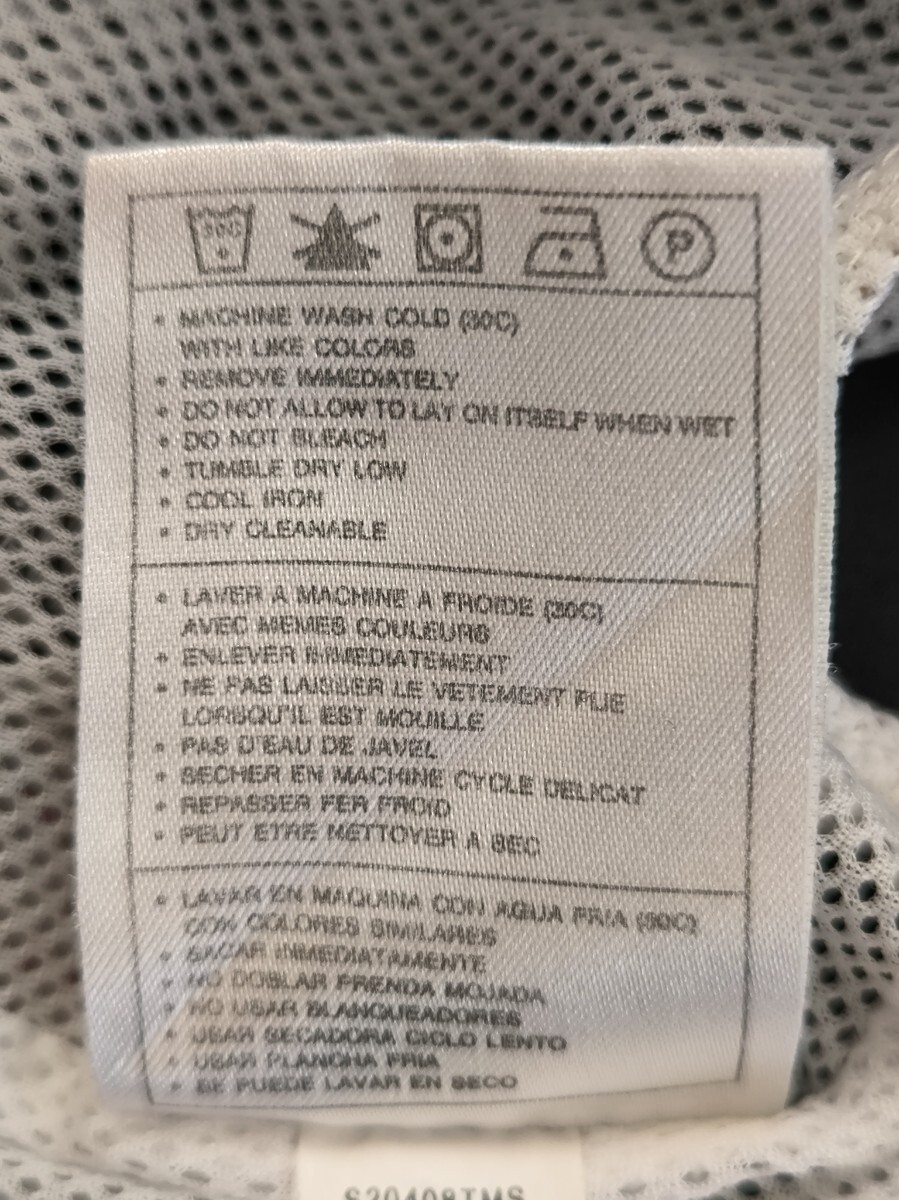 30C
P
• MACHINE WASH COLD (30C)
WITH LIKE COLORS
• REMOVE IMMEDIATELY
• DO NOT ALLOW TO LAY ON ITSELF WHEN WET
• DO NOT BLEACH
• TUMBLE DRY LOW
• COOL IRON
• DRY CLEANABLE
• LAVER A MACHINE A FROIDE (30C)
AVEC MEMES COULEURS
• ENLEVER IMMEDIATEMENT
• NE PAS LAISSER LE VETEMENT PLIE
LORSQU'IL EST MOUILLE
• PAS D'EAU DE JAVEL
• SECHER EN MACHINE CYCLE DELICAT
• REPASSER FER FROID
• PEUT ETRE NETTOYER A SEC
• LAVAR EN MAQUINA CON AGUA FRIA (30C)
CON COLORES SIMILARES
• SACAR INMEDIATAMENTE
• NO DOBLAR PRENDA MOJADA
• NO USAR BLANQUEADORES
• USAR SECADORA CICLO LENTO
• USAR PLANCHA FRIA
• SE PUEDE LAVAR EN SECO
S20408TMS